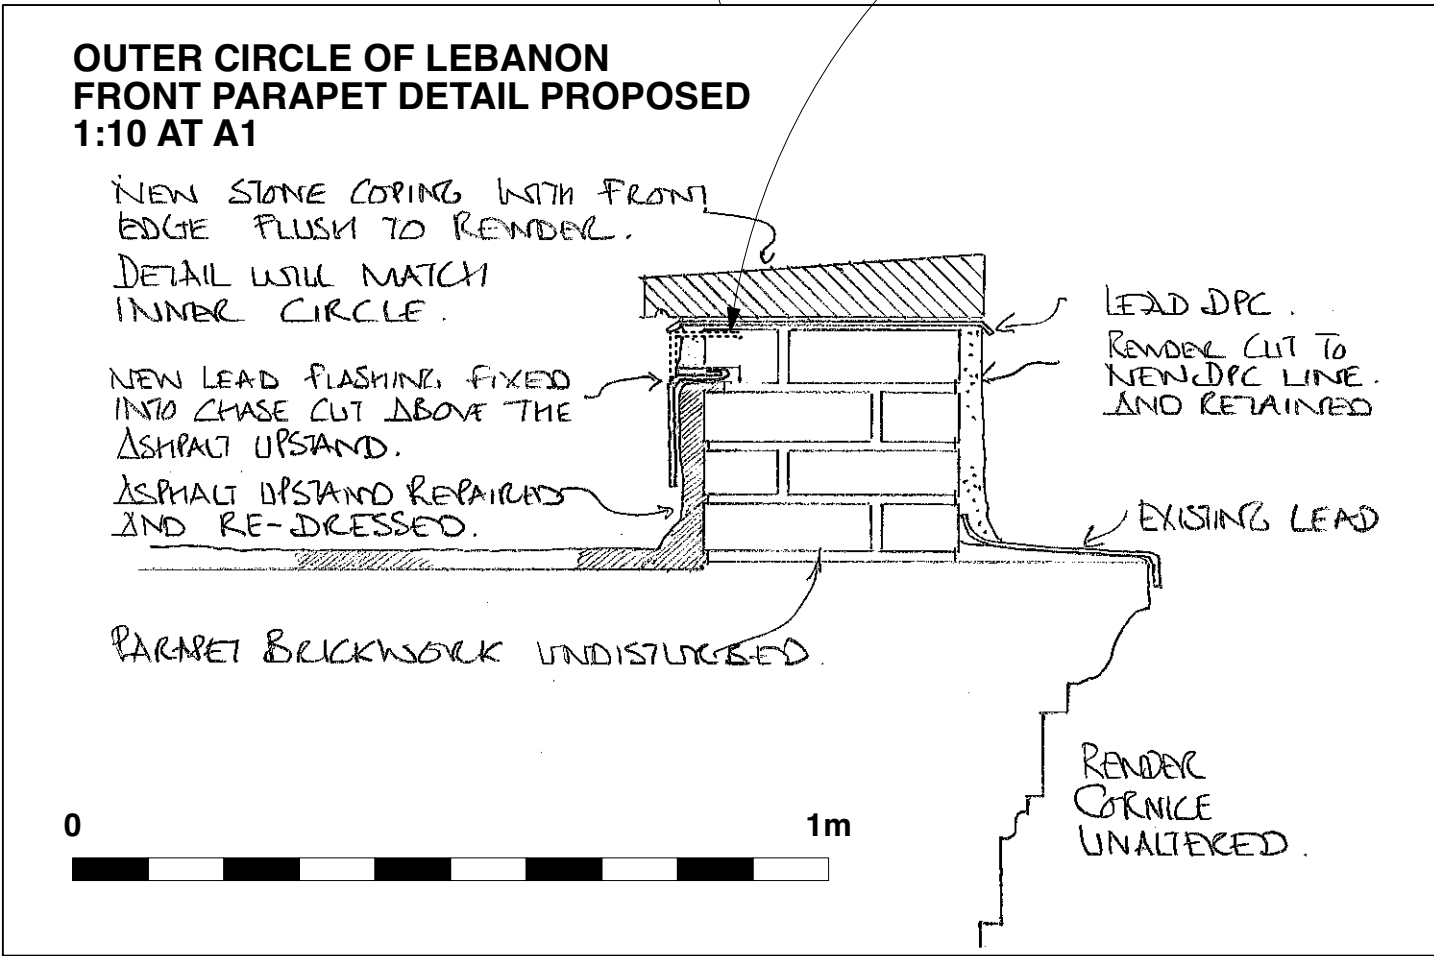 OUTER CIRCLE OF LEBANON
FRONT PARAPET DETAIL PROPOSED
1:10 AT A1
NEW STONE COPING WITH FRONT
EDGE FLUSH TO RENDER.
DETAIL WILL MATCH
INNER CIRCLE.
NEW LEAD FLASHING FIXED
INTO CHASE CUT ABOVE THE
ASHPALT UPSTAND.
ASPHALT UPSTAND REPAIRED
AND RE-DRESSED.
PARAPET BRICKWORK UNDISTURBED.
LEAD DPC.
RENDER CUT TO
NEW DPC LINE.
AND RETAINED
EXISTING LEAD
RENDER
CORNICE
UNALTERED.
0 1m